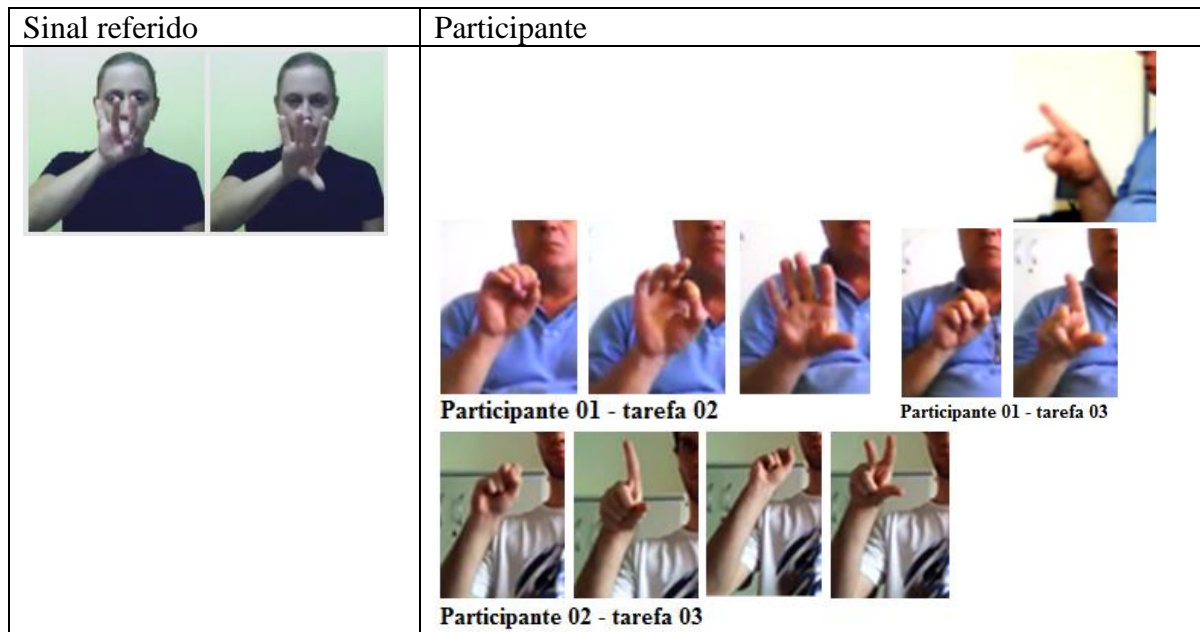 Sinal referido
Participante
Participante 01 - tarefa 02
Participante 01 - tarefa 03
Participante 02 - tarefa 03